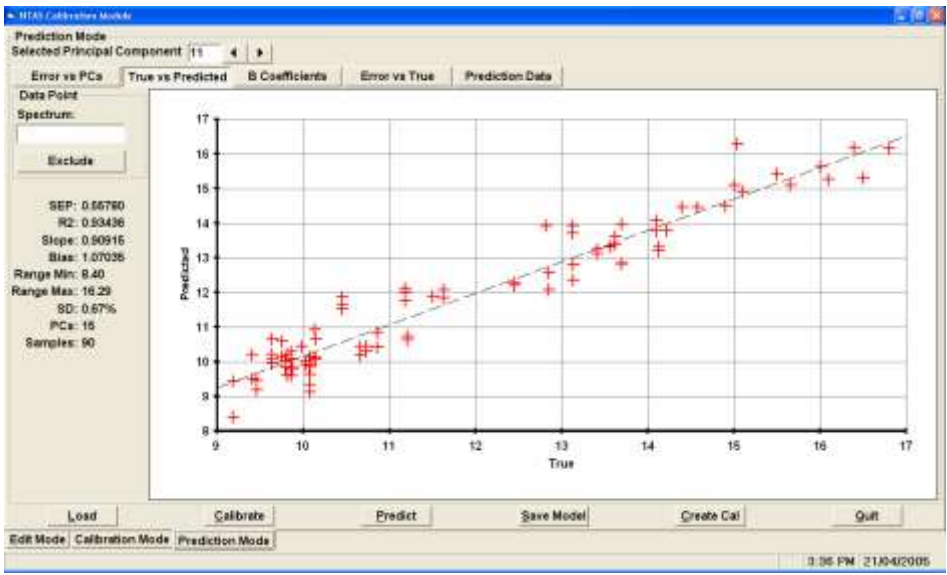 NTAS Calibration Module
Prediction Mode
Selected Principal Component 11
Error vs PCs True vs Predicted B Coefficients Error vs True Prediction Data
Data Point
Spectrum:
Exclude
SEP: 0.55760
R2: 0.93436
Slope: 0.90915
Bias: 1.07035
Range Min: 8.40
Range Max: 16.29
SD: 0.67%
PCs: 15
Samples: 90
17
16
15
14
13
12
11
10
9
8
Predicted
9 10 11 12 13 14 15 16 17
True
Load Calibrate Predict Save Model Create Cal Quit
Edit Mode Calibration Mode Prediction Mode
3:36 PM 21/04/2005